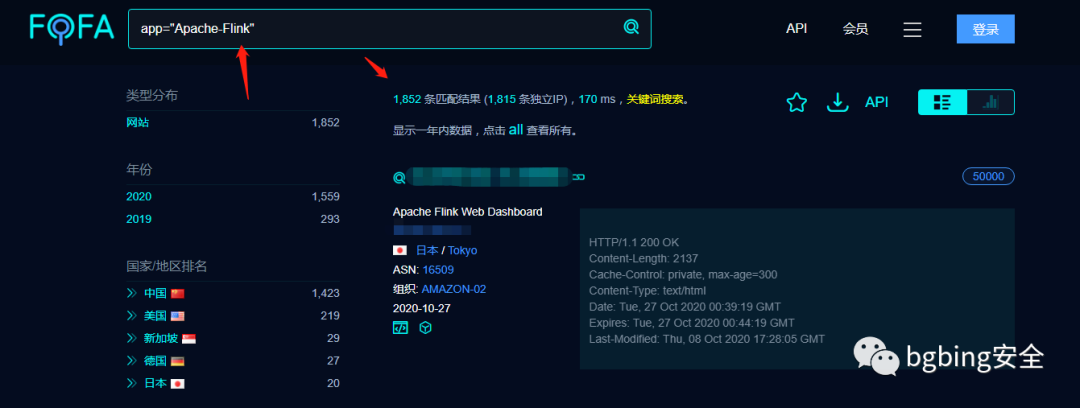 FOFA
app="Apache-Flink"
API
会员
登录
类型分布
网站 1,852
年份
2020 1,559
2019 293
国家/地区排名
中国 1,423
美国 219
新加坡 29
德国 27
日本 20
1,852 条匹配结果 (1,815 条独立IP)，170 ms，关键词搜索。
API
显示一年内数据，点击 all 查看所有。
50000
Apache Flink Web Dashboard
日本 / Tokyo
ASN: 16509
组织: AMAZON-02
2020-10-27
HTTP/1.1 200 OK
Content-Length: 2137
Cache-Control: private, max-age=300
Content-Type: text/html
Date: Tue, 27 Oct 2020 00:39:19 GMT
Expires: Tue, 27 Oct 2020 00:44:19 GMT
Last-Modified: Thu, 08 Oct 2020 17:28:05 GMT
bgbing安全